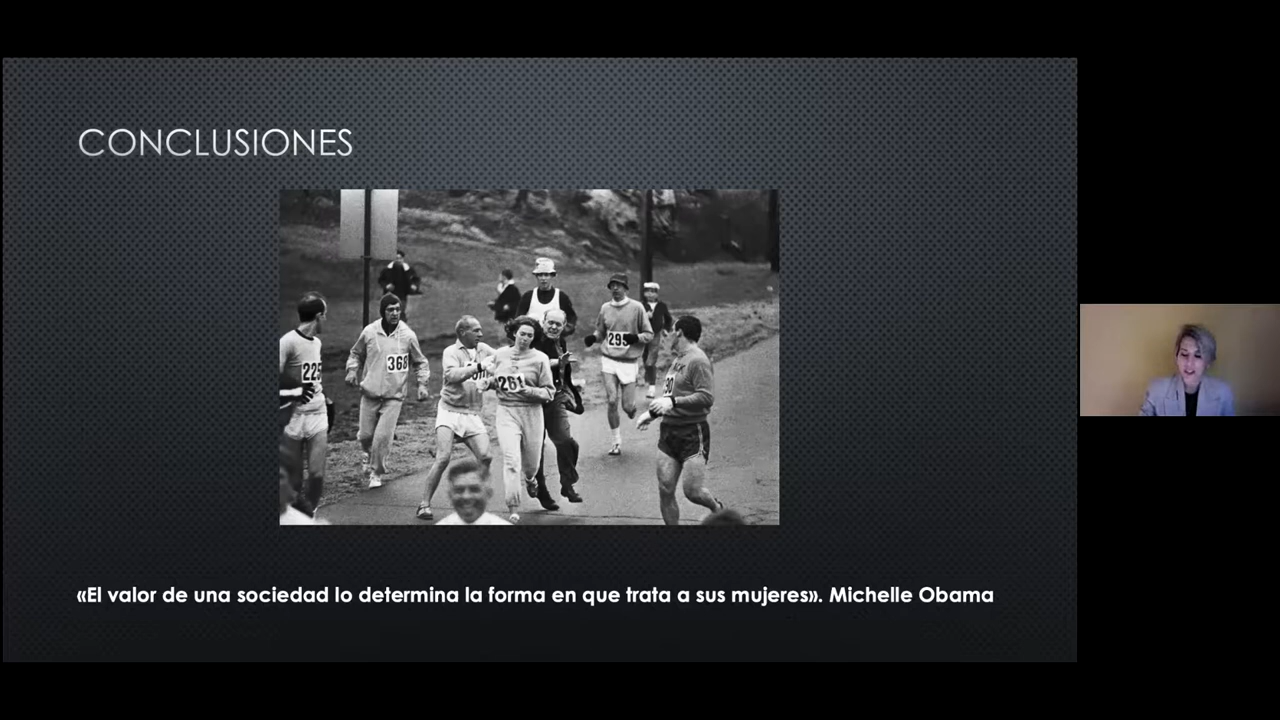 CONCLUSIONES
225
368
261
295
«El valor de una sociedad lo determina la forma en que trata a sus mujeres». Michelle Obama